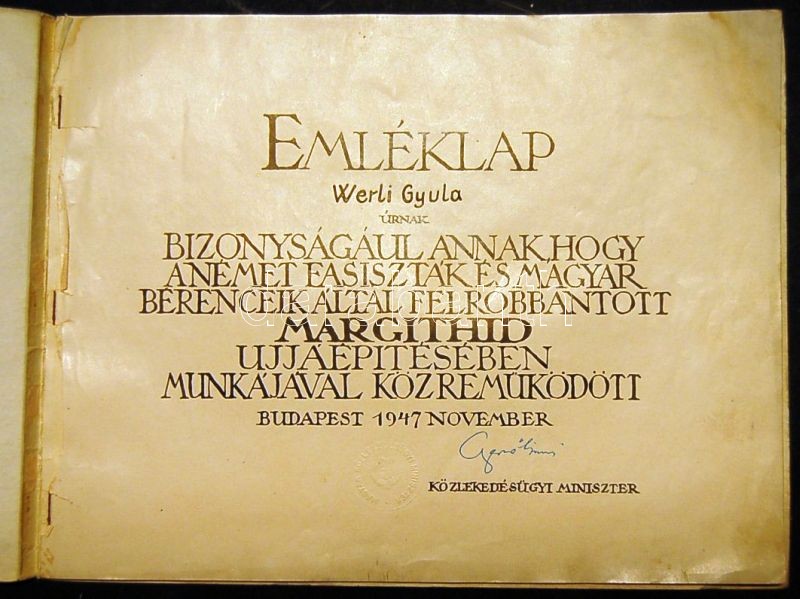 EMLÉKLAP
Werli Gyula
ÚRNAK
BIZONYSÁGÁUL ANNAK, HOGY
A NÉMET FASISZTÁK ÉS MAGYAR
BÉRENCEIK ÁLTAL FELROBBANTOTT
MARGITHID
UJJÁÉPITÉSÉBEN
MUNKÁJÁVAL KÖZREMŰKÖDÖTT
BUDAPEST 1947 NOVEMBER
KÖZLEKEDÉSÜGYI MINISZTER